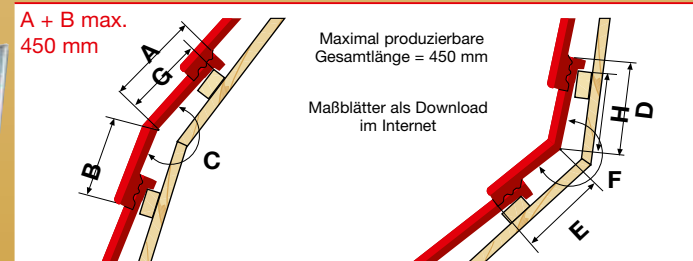 A + B max.
450 mm
A
G
B
C
Maximal produzierbare
Gesamtlänge = 450 mm
Maßblätter als Download
im Internet
H
D
F
E